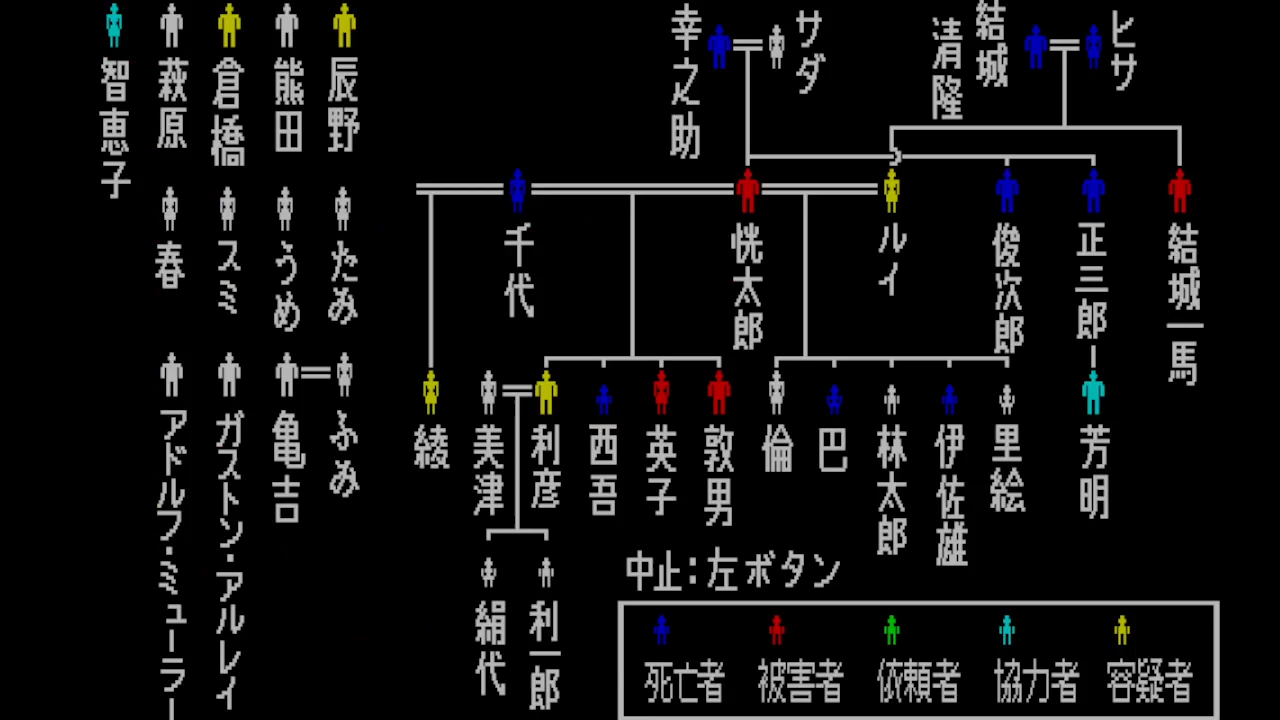 智恵子
萩原
倉橋
熊田
辰野
春
スミ
うめ
たみ
アドルフ・ミューラー
ガストン・アルレイ
亀吉
ふみ
幸之助
サダ
結城
清隆
ヒサ
千代
恍太郎
ルイ
俊次郎
正三郎
結城一馬
綾
美津
利彦
西吾
英子
敦男
倫
巴
林太郎
伊佐雄
里絵
芳明
絹代
利一郎
中止：左ボタン
死亡者
被害者
依頼者
協力者
容疑者